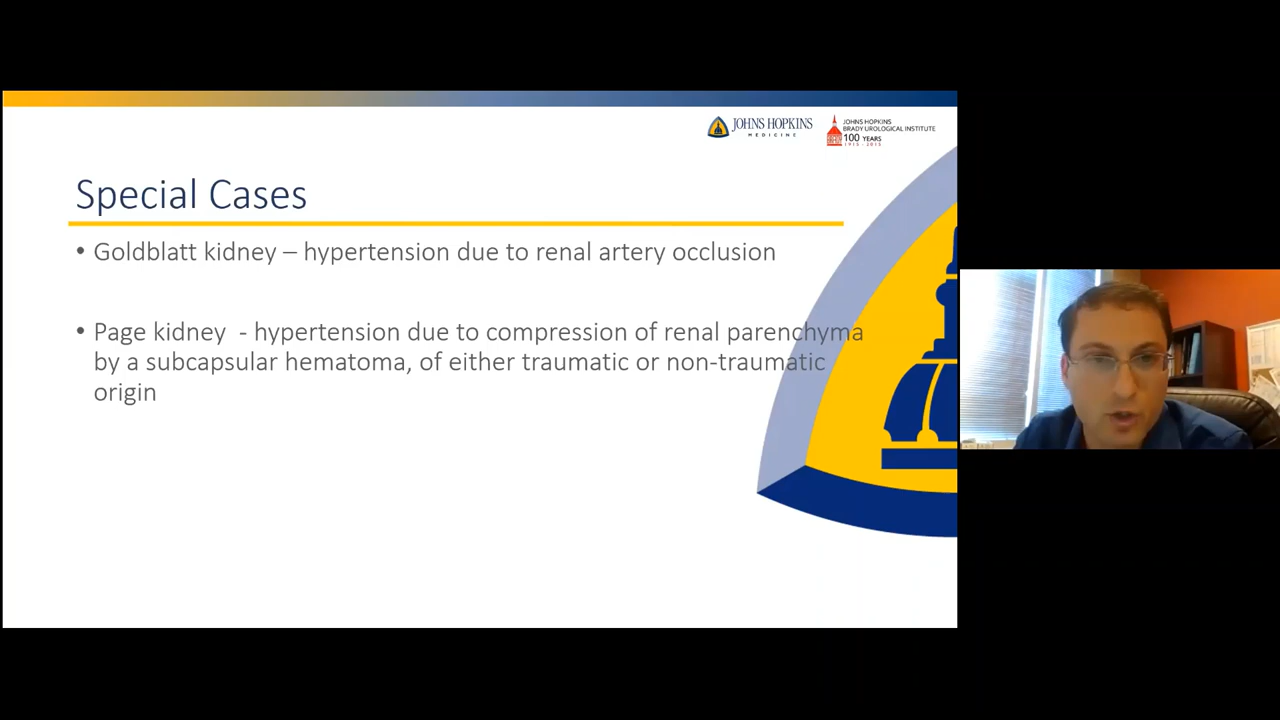 JOHNS HOPKINS
MEDICINE
JOHNS HOPKINS
BRADY UROLOGICAL INSTITUTE
100 YEARS
1915 - 2015
Special Cases
• Goldblatt kidney – hypertension due to renal artery occlusion
• Page kidney - hypertension due to compression of renal parenchyma
by a subcapsular hematoma, of either traumatic or non-traumatic
origin